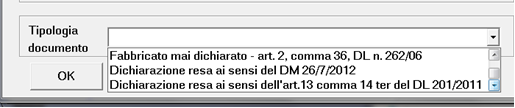 Tipologia
documento
Fabbricato mai dichiarato - art. 2, comma 36, DL n. 262/06
Dichiarazione resa ai sensi del DM 26/7/2012
OK
Dichiarazione resa ai sensi dell'art.13 comma 14 ter del DL 201/2011